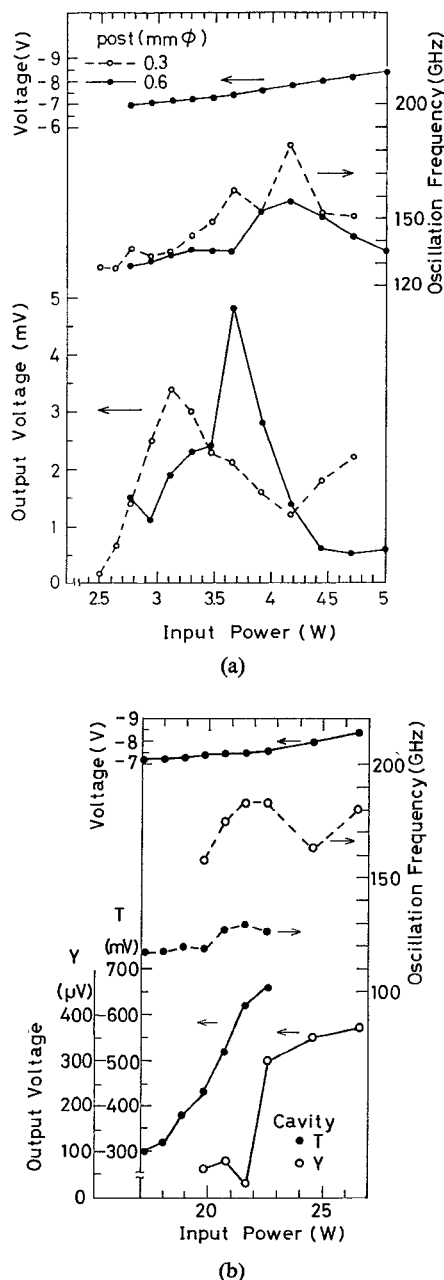 (a)
post(mmΦ)
0.3
0.6
Voltage(V)
-9
-8
-7
-6
Oscillation Frequency(GHz)
200
150
120
Output Voltage (mV)
5
4
3
2
1
0
2.5 3 3.5 4 4.5 5
Input Power (W)
(a)
Voltage (V)
-9
-8
-7
Oscillation Frequency(GHz)
200
150
100
Y
T
(μV)
(mV)
Output Voltage
400
300
200
100
0
700
600
500
400
300
Cavity
T
Y
20 25
Input Power (W)
(b)